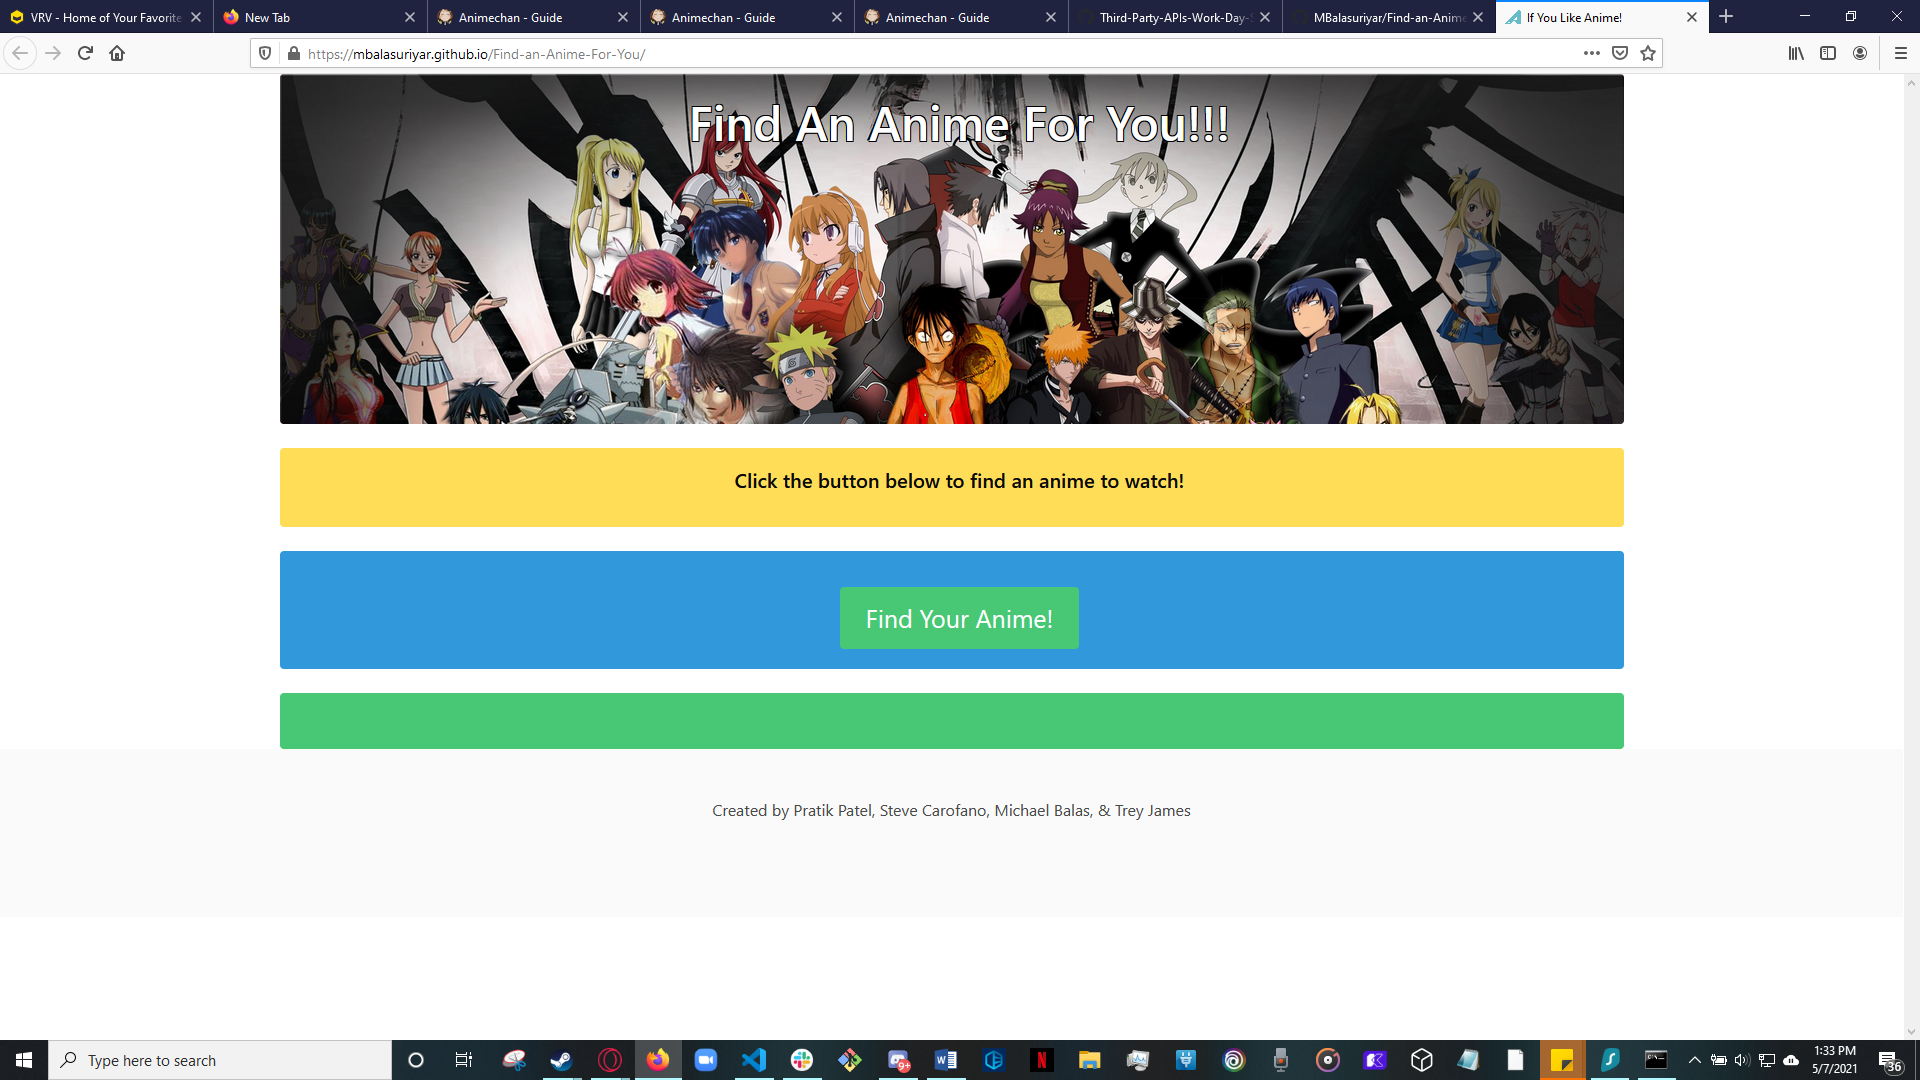 VRV - Home of Your Favorite
New Tab
Animechan - Guide
Animechan - Guide
Animechan - Guide
Third-Party-APIs-Work-Day-S
MBalasuriyar/Find-an-Anime
If You Like Anime!
https://mbalasuriyar.github.io/Find-an-Anime-For-You/
Find An Anime For You!!!
Click the button below to find an anime to watch!
Find Your Anime!
Created by Pratik Patel, Steve Carofano, Michael Balas, & Trey James
Type here to search
9+
1:33 PM
5/7/2021
36